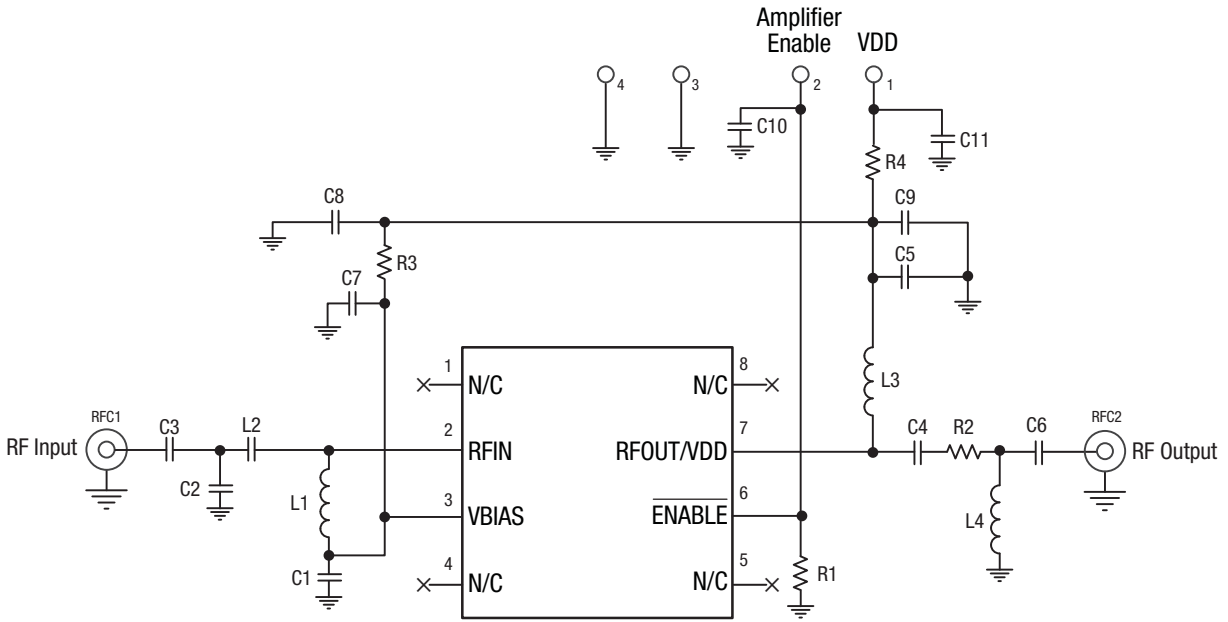 Amplifier
Enable
VDD
4
3
2
1
C10
C11
R4
C8
C9
R3
C5
C7
L3
1
N/C
8
N/C
RFC1
RF Input
C3
L2
2
RFIN
7
RFOUT/VDD
C4
R2
C6
RFC2
RF Output
C2
L1
3
VBIAS
6
ENABLE
L4
C1
4
N/C
5
N/C
R1